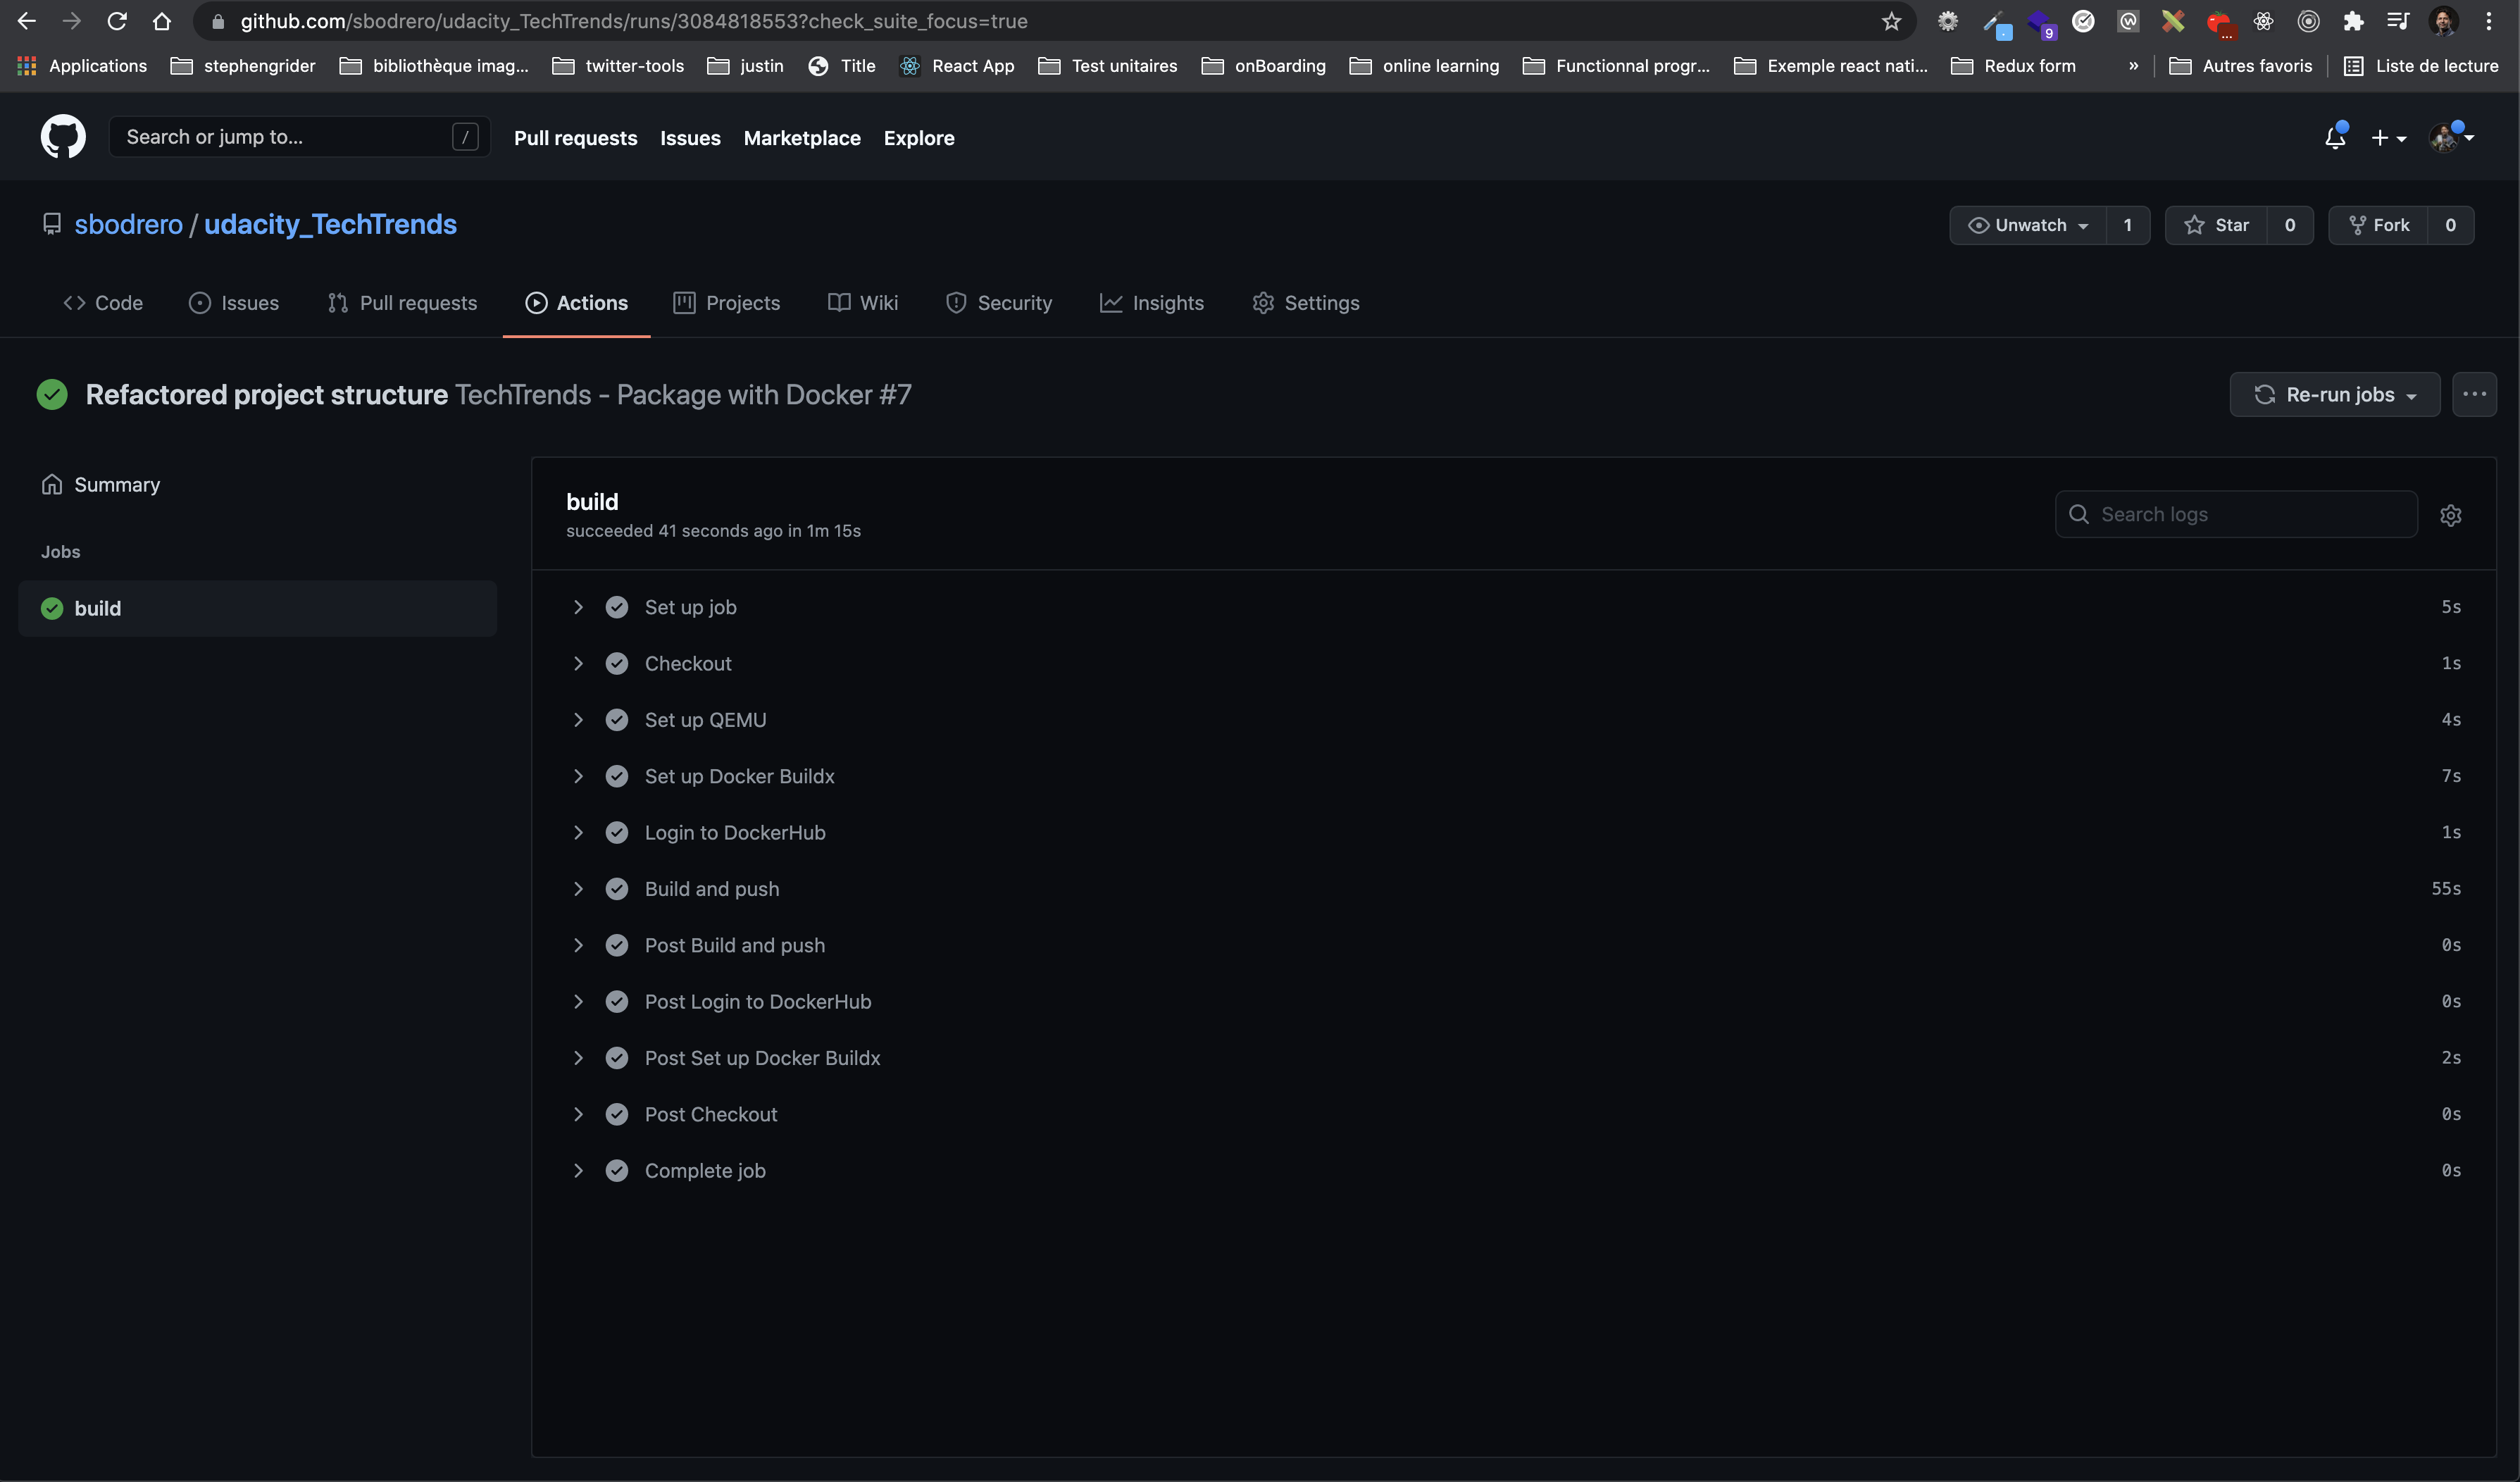 github.com/sbodrero/udacity_TechTrends/runs/3084818553?check_suite_focus=true
9
...
Applications stephengrider bibliothèque imag... twitter-tools justin Title React App Test unitaires onBoarding online learning Functionnal progr... Exemple react nati... Redux form » Autres favoris Liste de lecture
Search or jump to... / Pull requests Issues Marketplace Explore
sbodrero / udacity_TechTrends Unwatch 1 Star 0 Fork 0
Code Issues Pull requests Actions Projects Wiki Security Insights Settings
Refactored project structure TechTrends - Package with Docker #7 Re-run jobs
Summary
Jobs
build
build
succeeded 41 seconds ago in 1m 15s
Search logs
Set up job 5s
Checkout 1s
Set up QEMU 4s
Set up Docker Buildx 7s
Login to DockerHub 1s
Build and push 55s
Post Build and push 0s
Post Login to DockerHub 0s
Post Set up Docker Buildx 2s
Post Checkout 0s
Complete job 0s